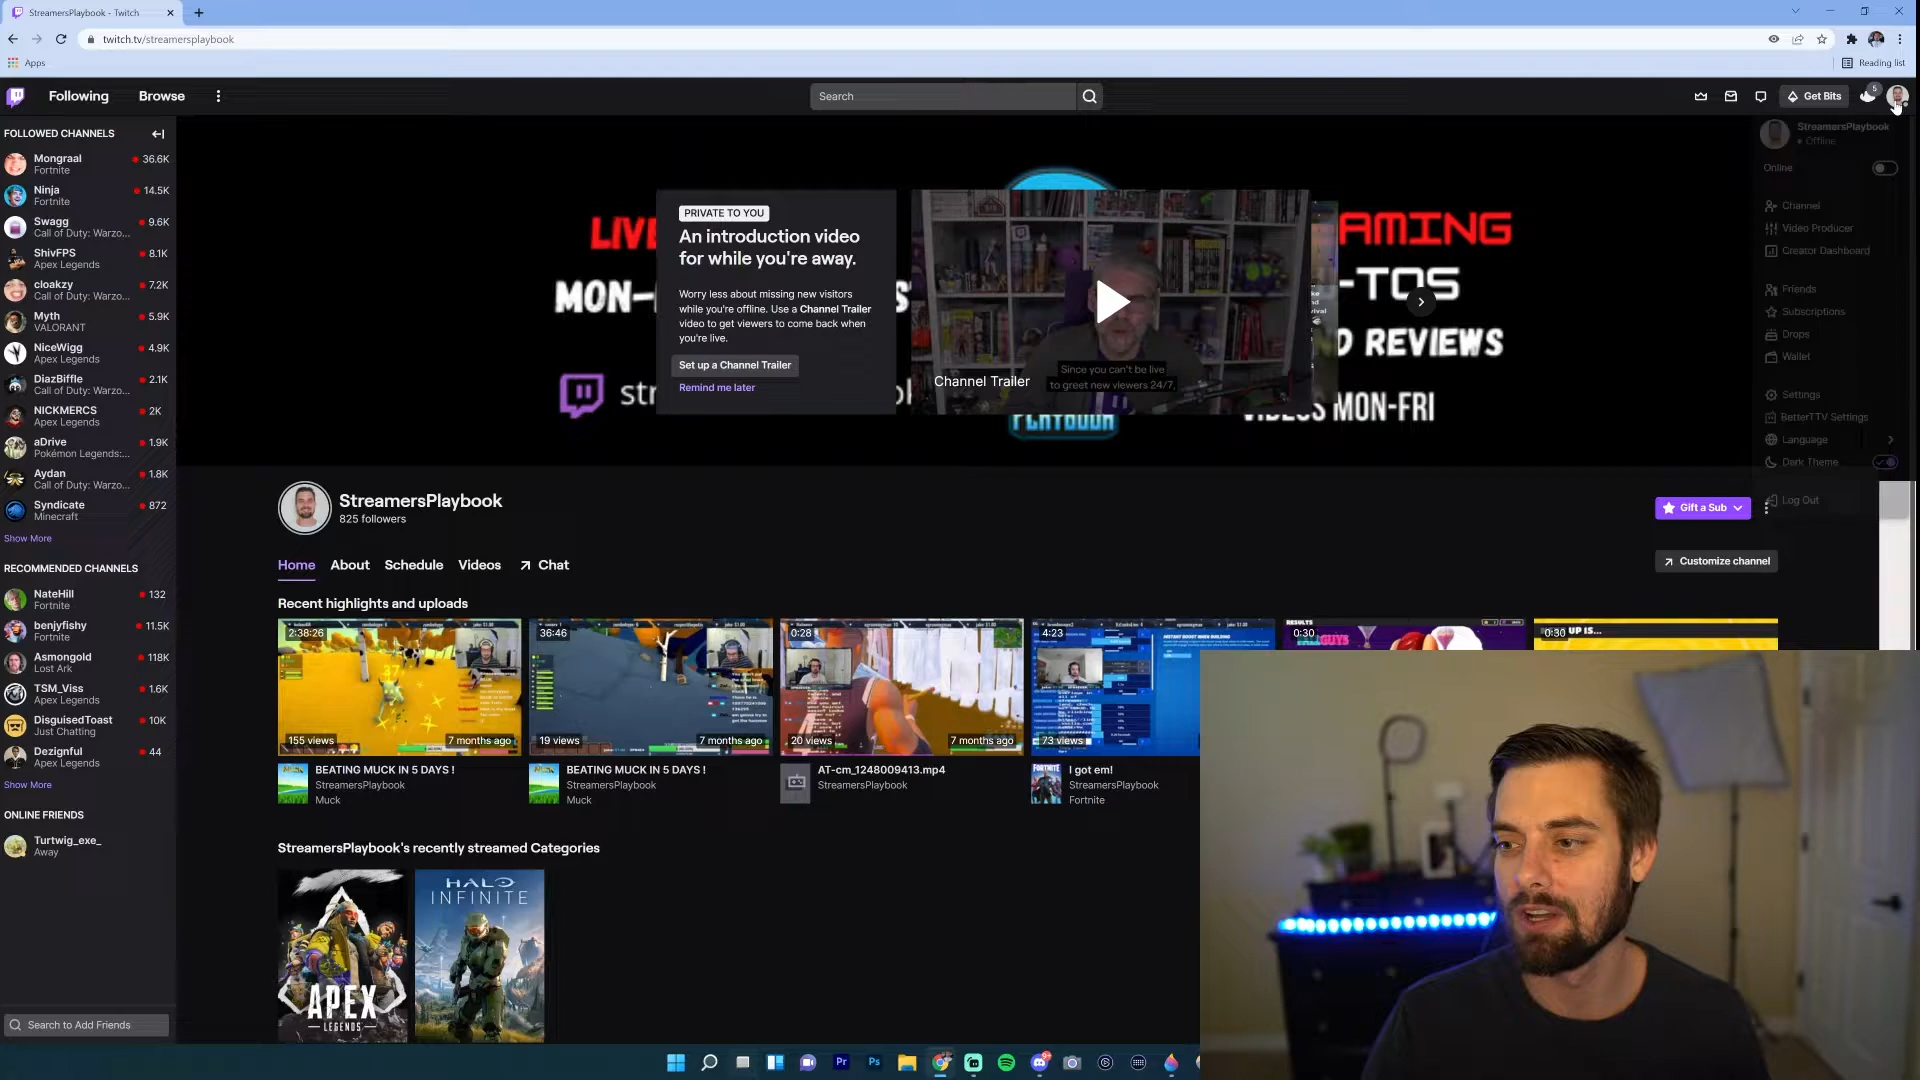 StreamersPlaybook - Twitch
twitch.tv/streamersplaybook
Apps
Reading list
Following
Browse
Search
Get Bits
5
FOLLOWED CHANNELS
Mongraal
36.6K
Fortnite
Ninja
14.5K
Fortnite
Swagg
9.6K
Call of Duty: Warzo...
ShivFPS
8.1K
Apex Legends
cloakzy
7.2K
Call of Duty: Warzo...
Myth
5.9K
VALORANT
NiceWigg
4.9K
Apex Legends
DiazBiffle
2.1K
Call of Duty: Warzo...
NICKMERCS
2K
Apex Legends
aDrive
1.9K
Pokémon Legends:...
Aydan
1.8K
Call of Duty: Warzo...
Syndicate
872
Minecraft
Show More
RECOMMENDED CHANNELS
NateHill
132
Fortnite
benjyfishy
11.5K
Fortnite
Asmongold
118K
Lost Ark
TSM_Viss
1.6K
Apex Legends
DisguisedToast
10K
Just Chatting
Dezignful
44
Apex Legends
Show More
ONLINE FRIENDS
Turtwig_exe_
Away
Search to Add Friends
LIVE
MON-
str
AMING
-TOS
D REVIEWS
MON-FRI
PRIVATE TO YOU
An introduction video
for while you're away.
Worry less about missing new visitors
while you're offline. Use a Channel Trailer
video to get viewers to come back when
you're live.
Set up a Channel Trailer
Remind me later
Channel Trailer
Since you can't be live
to greet new viewers 24/7,
StreamersPlaybook
Offline
Online
Channel
Video Producer
Creator Dashboard
Friends
Subscriptions
Drops
Wallet
Settings
BetterTTV Settings
Language
Dark Theme
Log Out
StreamersPlaybook
825 followers
Gift a Sub
Home
About
Schedule
Videos
Chat
Customize channel
Recent highlights and uploads
2:38:26
155 views
7 months ago
BEATING MUCK IN 5 DAYS !
StreamersPlaybook
Muck
36:46
19 views
7 months ago
BEATING MUCK IN 5 DAYS !
StreamersPlaybook
Muck
0:28
20 views
7 months ago
AT-cm_1248009413.mp4
StreamersPlaybook
4:23
73 views
I got em!
StreamersPlaybook
Fortnite
0:30
0:30
UP IS...
StreamersPlaybook's recently streamed Categories
APEX
LEGENDS
HALO
INFINITE
Pr
Ps